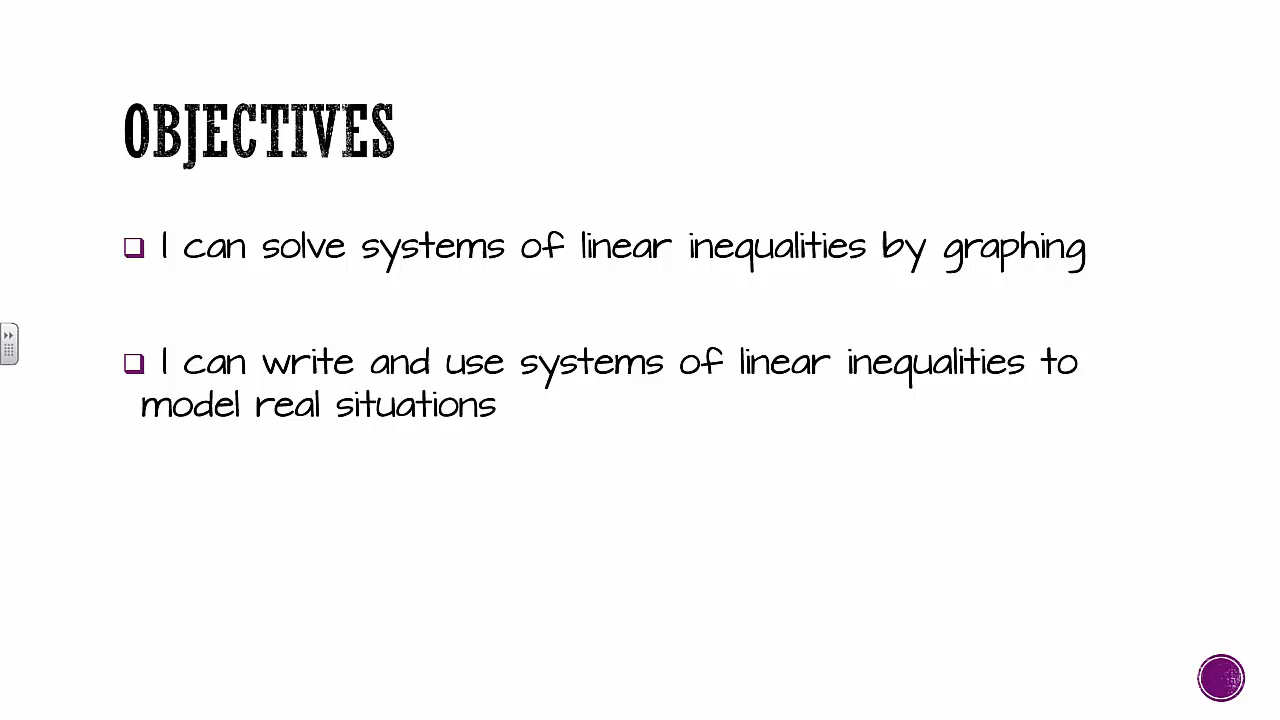 OBJECTIVES
I can solve systems of linear inequalities by graphing
I can write and use systems of linear inequalities to
model real situations